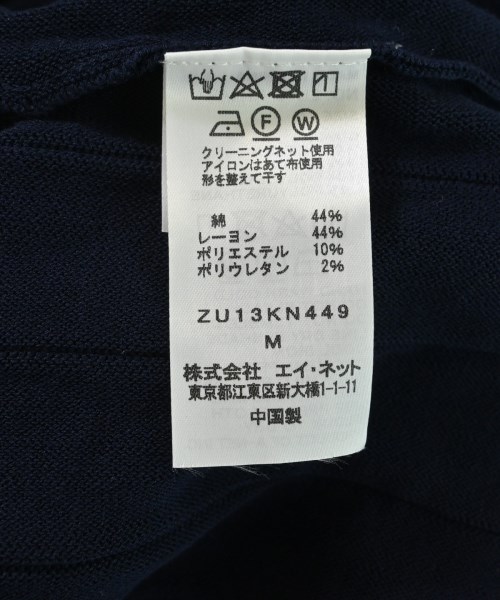 F W
クリーニングネット使用
アイロンはあて布使用
形を整えて干す
綿 44%
レーヨン 44%
ポリエステル 10%
ポリウレタン 2%
ZU13KN449
M
株式会社 エイ・ネット
東京都江東区新大橋1-1-11
中国製